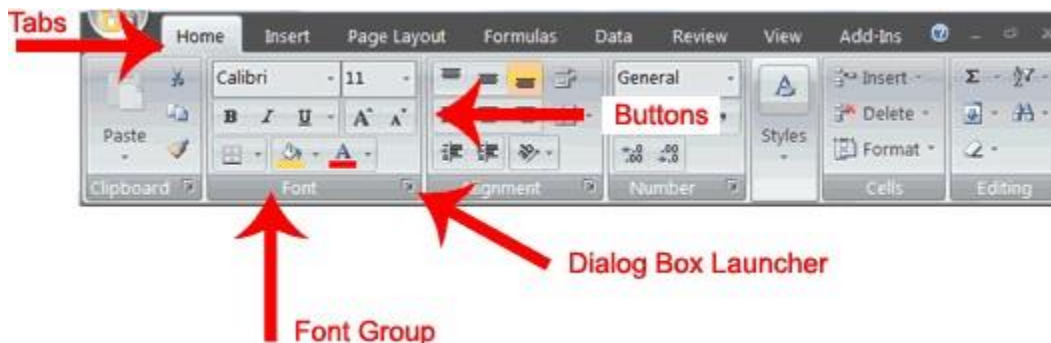 Tabs
Home Insert Page Layout Formulas Data Review View Add-Ins
Calibri 11 General Insert Σ
B I U A A Buttons Delete
Paste A Styles Format
Clipboard Font Alignment Number Cells Editing
Dialog Box Launcher
Font Group